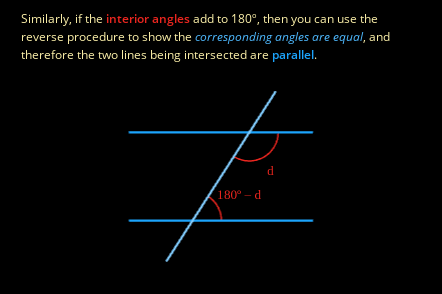 Similarly, if the interior angles add to 180°, then you can use the
reverse procedure to show the corresponding angles are equal, and
therefore the two lines being intersected are parallel.
d
180° – d